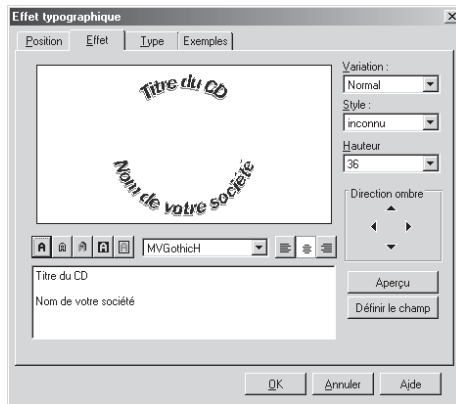 Effet typographique
Position Effet Type Exemples
Titre du CD
Nom de votre société
Variation :
Normal
Style :
inconnu
Hauteur
36
Direction ombre
A A A A A MVGothicH
Titre du CD
Nom de votre société
Aperçu
Définir le champ
OK Annuler Aide